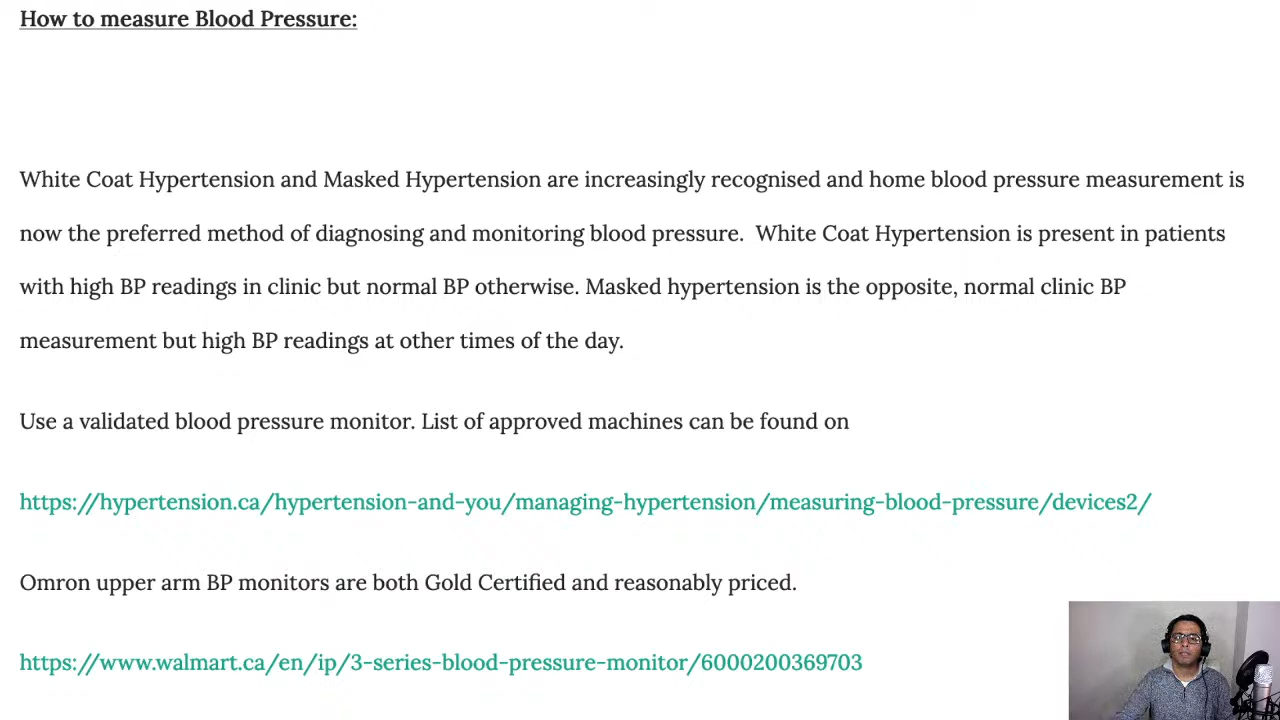 How to measure Blood Pressure:
White Coat Hypertension and Masked Hypertension are increasingly recognised and home blood pressure measurement is
now the preferred method of diagnosing and monitoring blood pressure.  White Coat Hypertension is present in patients
with high BP readings in clinic but normal BP otherwise. Masked hypertension is the opposite, normal clinic BP
measurement but high BP readings at other times of the day.
Use a validated blood pressure monitor. List of approved machines can be found on
https://hypertension.ca/hypertension-and-you/managing-hypertension/measuring-blood-pressure/devices2/
Omron upper arm BP monitors are both Gold Certified and reasonably priced.
https://www.walmart.ca/en/ip/3-series-blood-pressure-monitor/6000200369703